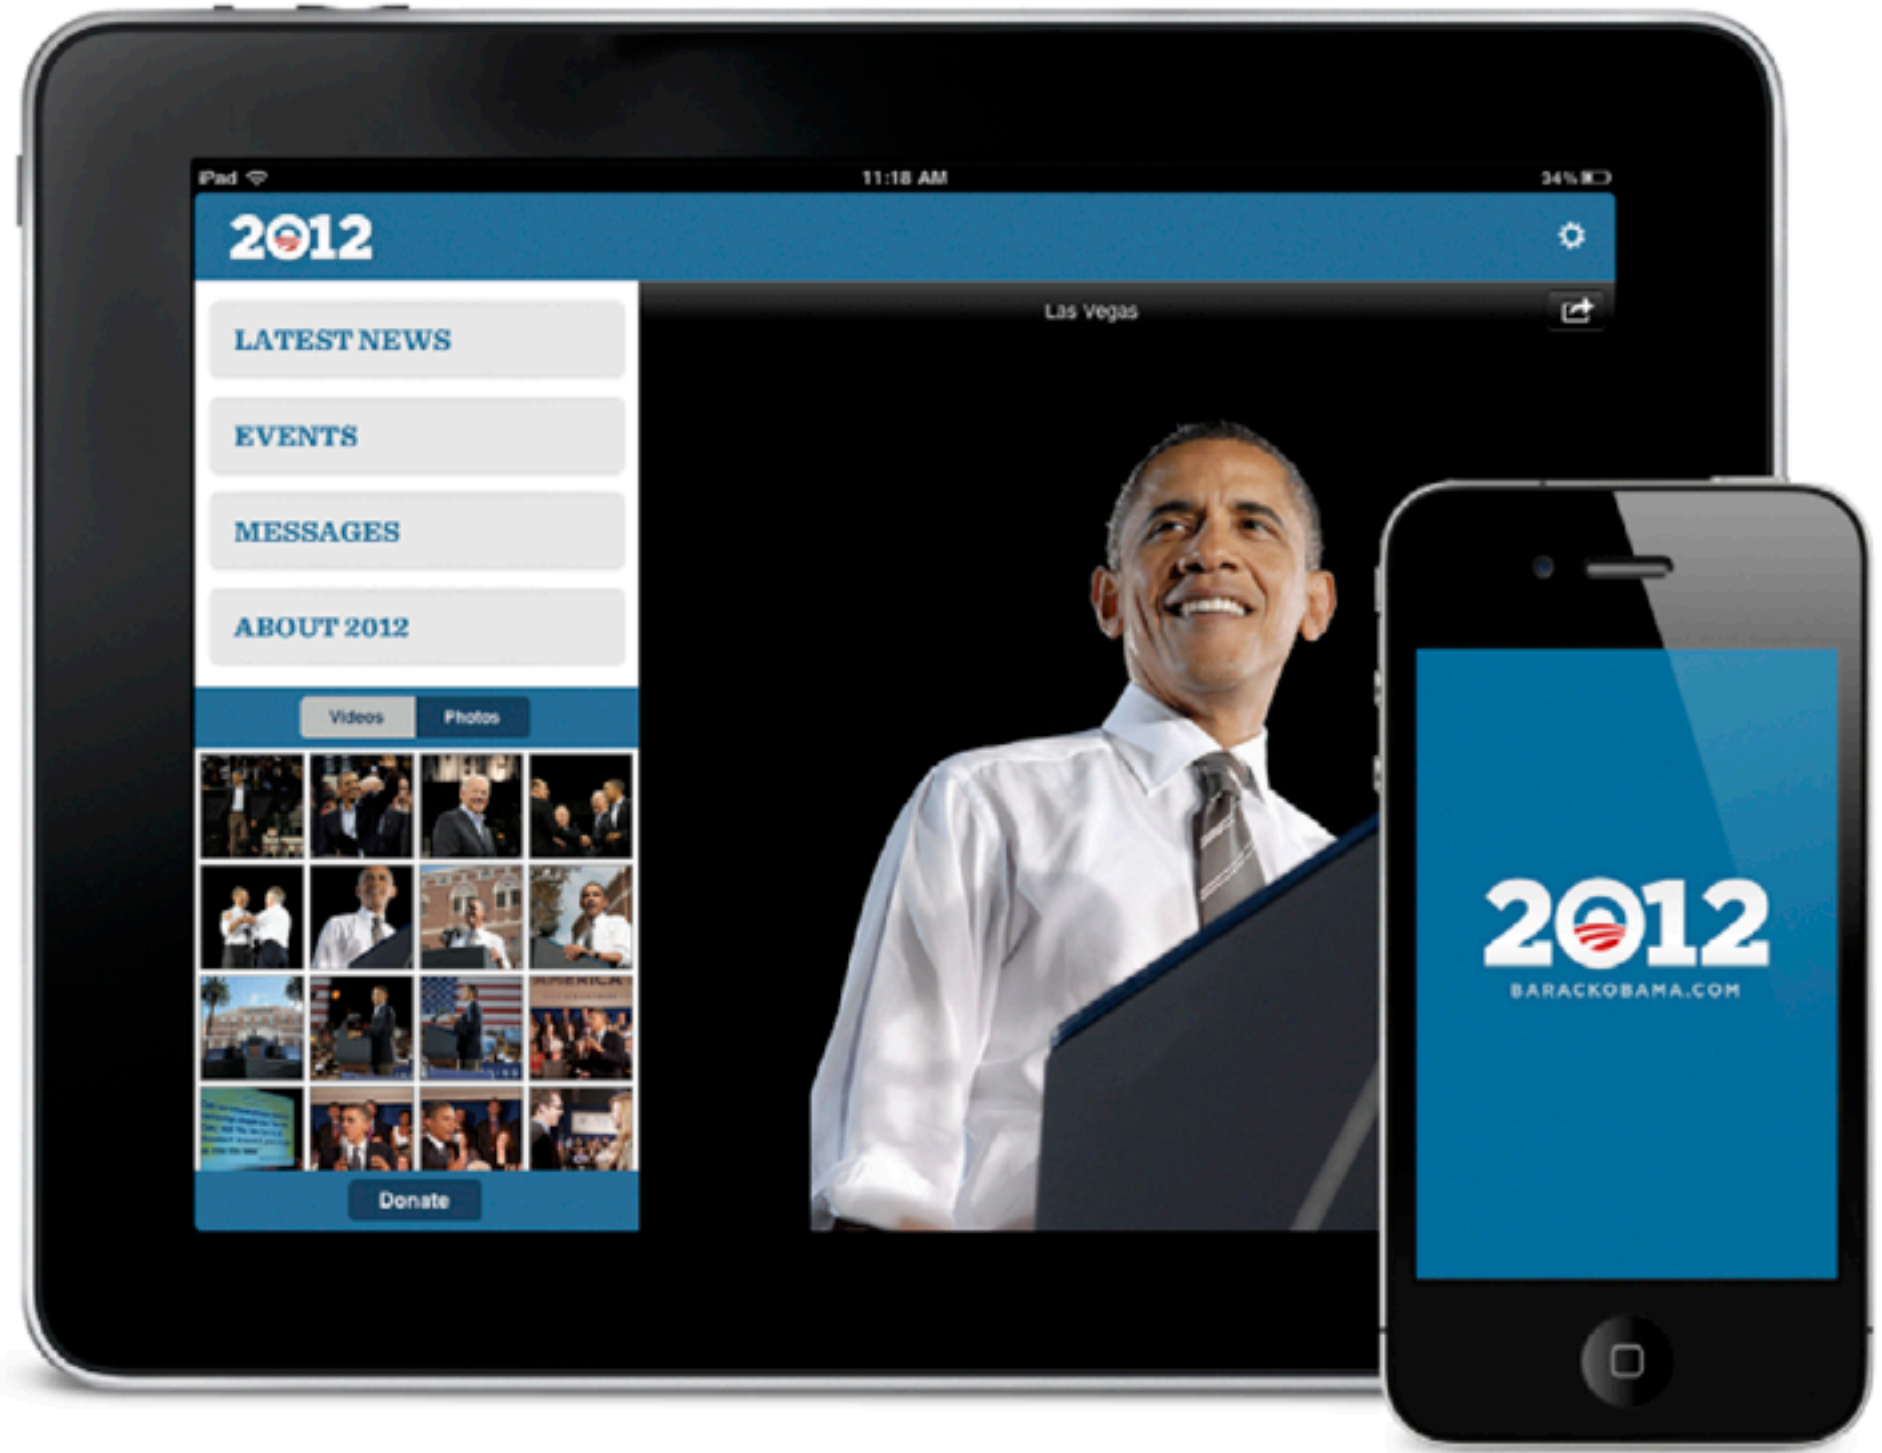 iPad
11:18 AM
34%
2012
Las Vegas
LATEST NEWS
EVENTS
MESSAGES
ABOUT 2012
Videos
Photos
AMERICA
Donate
2012
BARACKOBAMA.COM